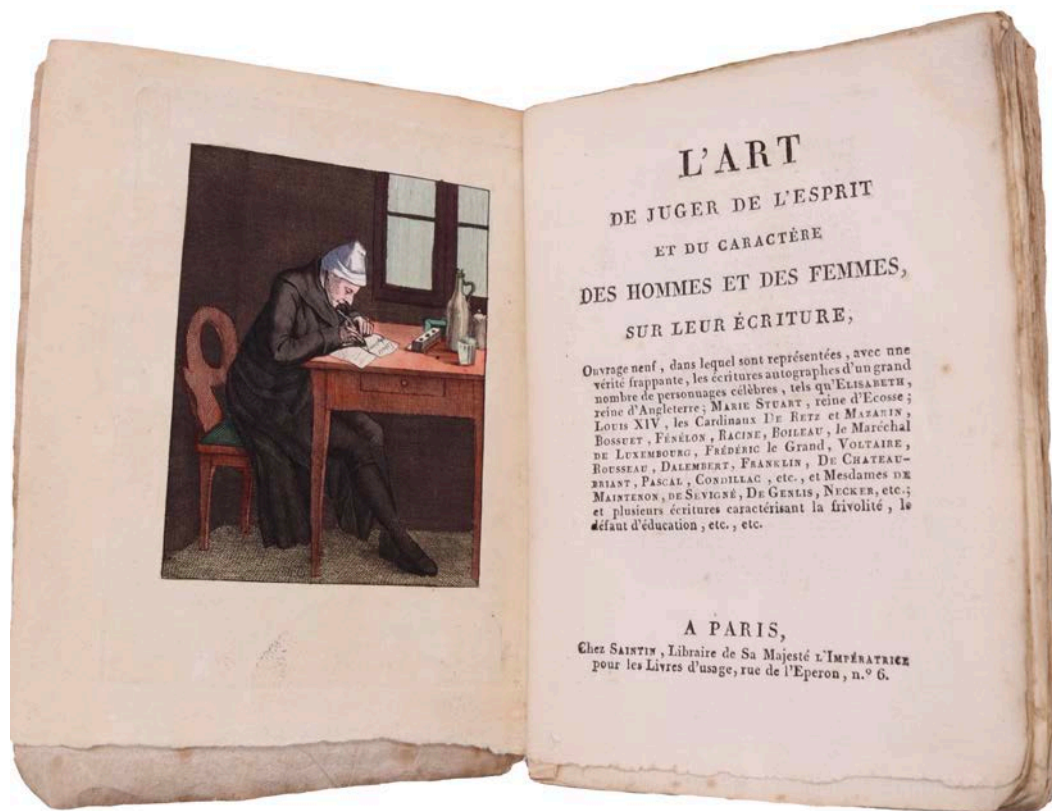 L'ART
DE JUGER DE L'ESPRIT
ET DU CARACTÈRE
DES HOMMES ET DES FEMMES,
SUR LEUR ÉCRITURE,
Ouvrage neuf, dans lequel sont représentées, avec une
vérité frappante, les écritures autographes d'un grand
nombre de personnages célèbres, tels qu'ELISABETH,
reine d'Angleterre; MARIE STUART, reine d'Ecosse;
LOUIS XIV, les Cardinaux DE RETZ et MAZARIN,
BOSSUET, FÉNÉLON, RACINE, BOILEAU, le Maréchal
DE LUXEMBOURG, FRÉDÉRIC le Grand, VOLTAIRE,
ROUSSEAU, DALEMBERT, FRANKLIN, DE CHATEAU-
BRIANT, PASCAL, CONDILLAC, etc., et Mesdames DE
MAINTENON, DE SEVIGNÉ, DE GENLIS, NECKER, etc.;
et plusieurs écritures caractérisant la frivolité, le
défaut d'éducation, etc., etc.
A PARIS,
Chez SAINTIN, Libraire de Sa Majesté L'IMPÉRATRICE
pour les Livres d'usage, rue de l'Eperon, n.º 6.